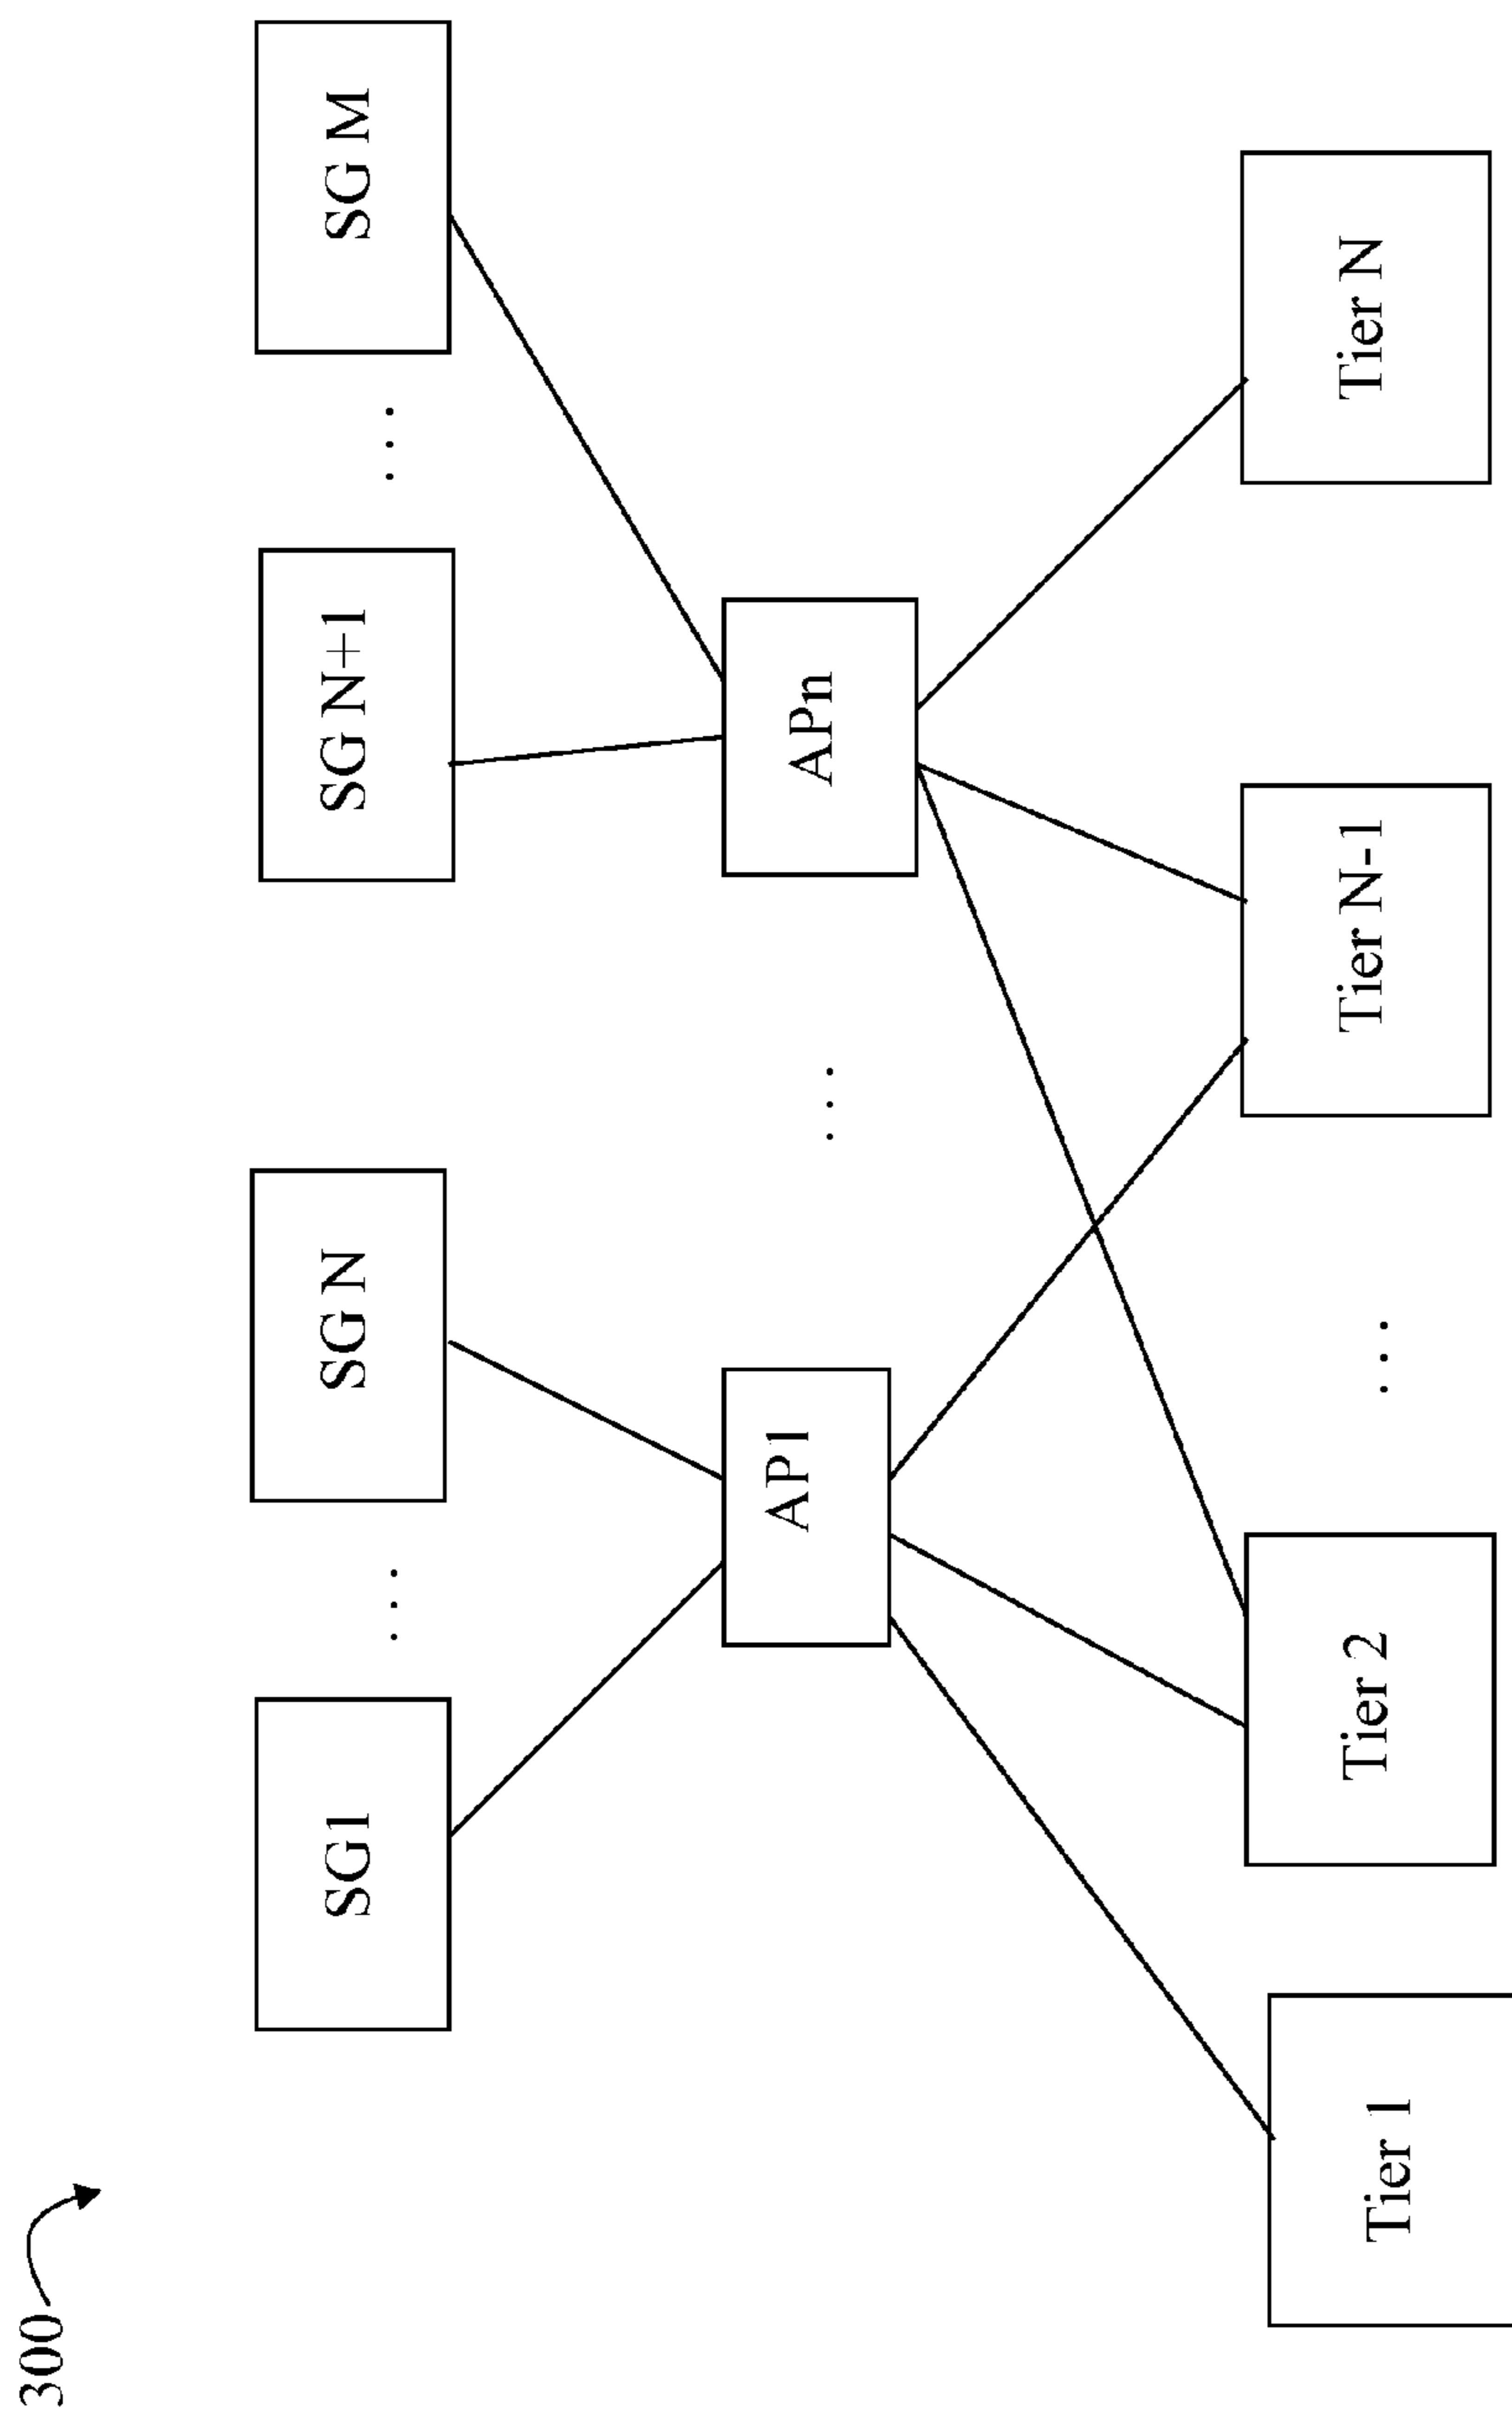 300
SG1
. . .
SG N
SG N+1
. . .
SG M
AP1
. . .
APn
Tier 1
Tier 2
. . .
Tier N-1
Tier N